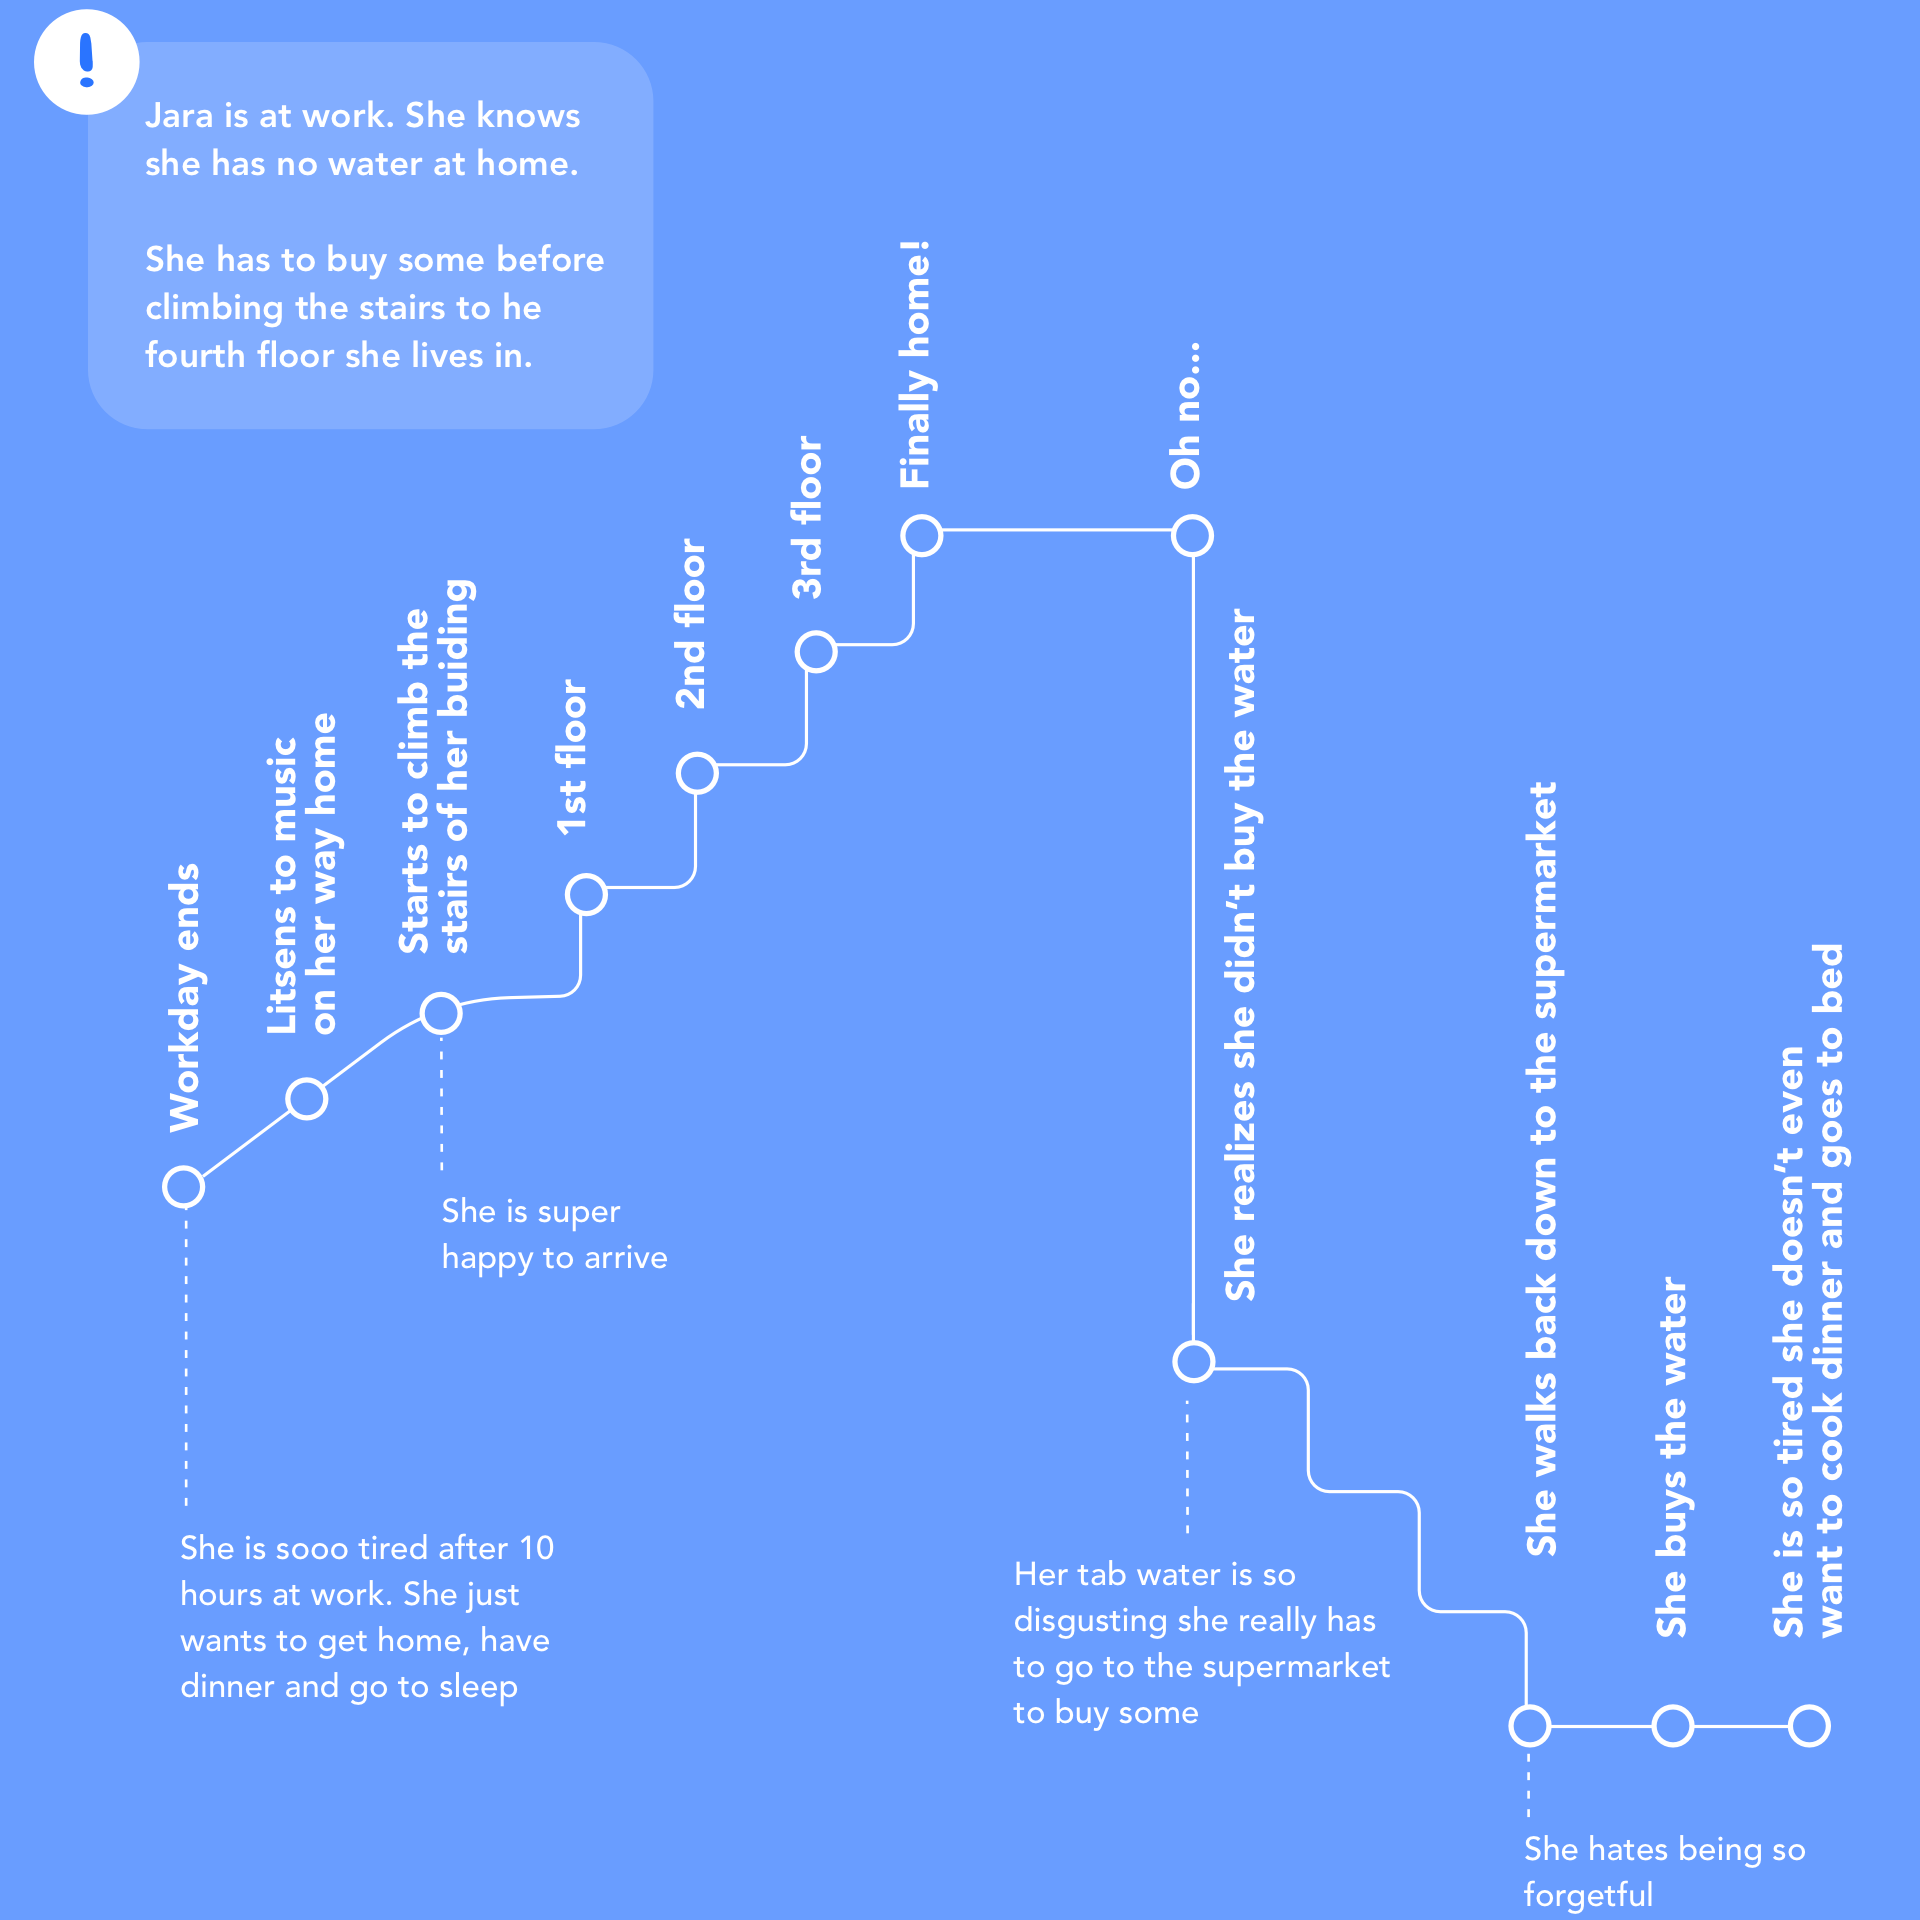 !
Jara is at work. She knows
she has no water at home.
She has to buy some before
climbing the stairs to he
fourth floor she lives in.
Workday ends
Litsens to music
on her way home
Starts to climb the
stairs of her buiding
1st floor
2nd floor
3rd floor
Finally home!
Oh no...
She realizes she didn't buy the water
She walks back down to the supermarket
She buys the water
She is so tired she doesn't even
want to cook dinner and goes to bed
She is super
happy to arrive
She is sooo tired after 10
hours at work. She just
wants to get home, have
dinner and go to sleep
Her tab water is so
disgusting she really has
to go to the supermarket
to buy some
She hates being so
forgetful